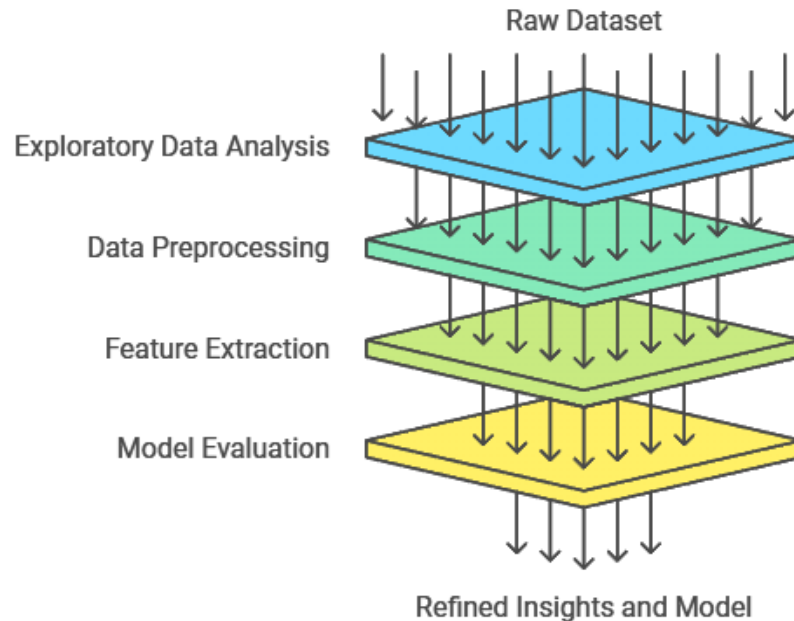 Raw Dataset
Exploratory Data Analysis
Data Preprocessing
Feature Extraction
Model Evaluation
Refined Insights and Model